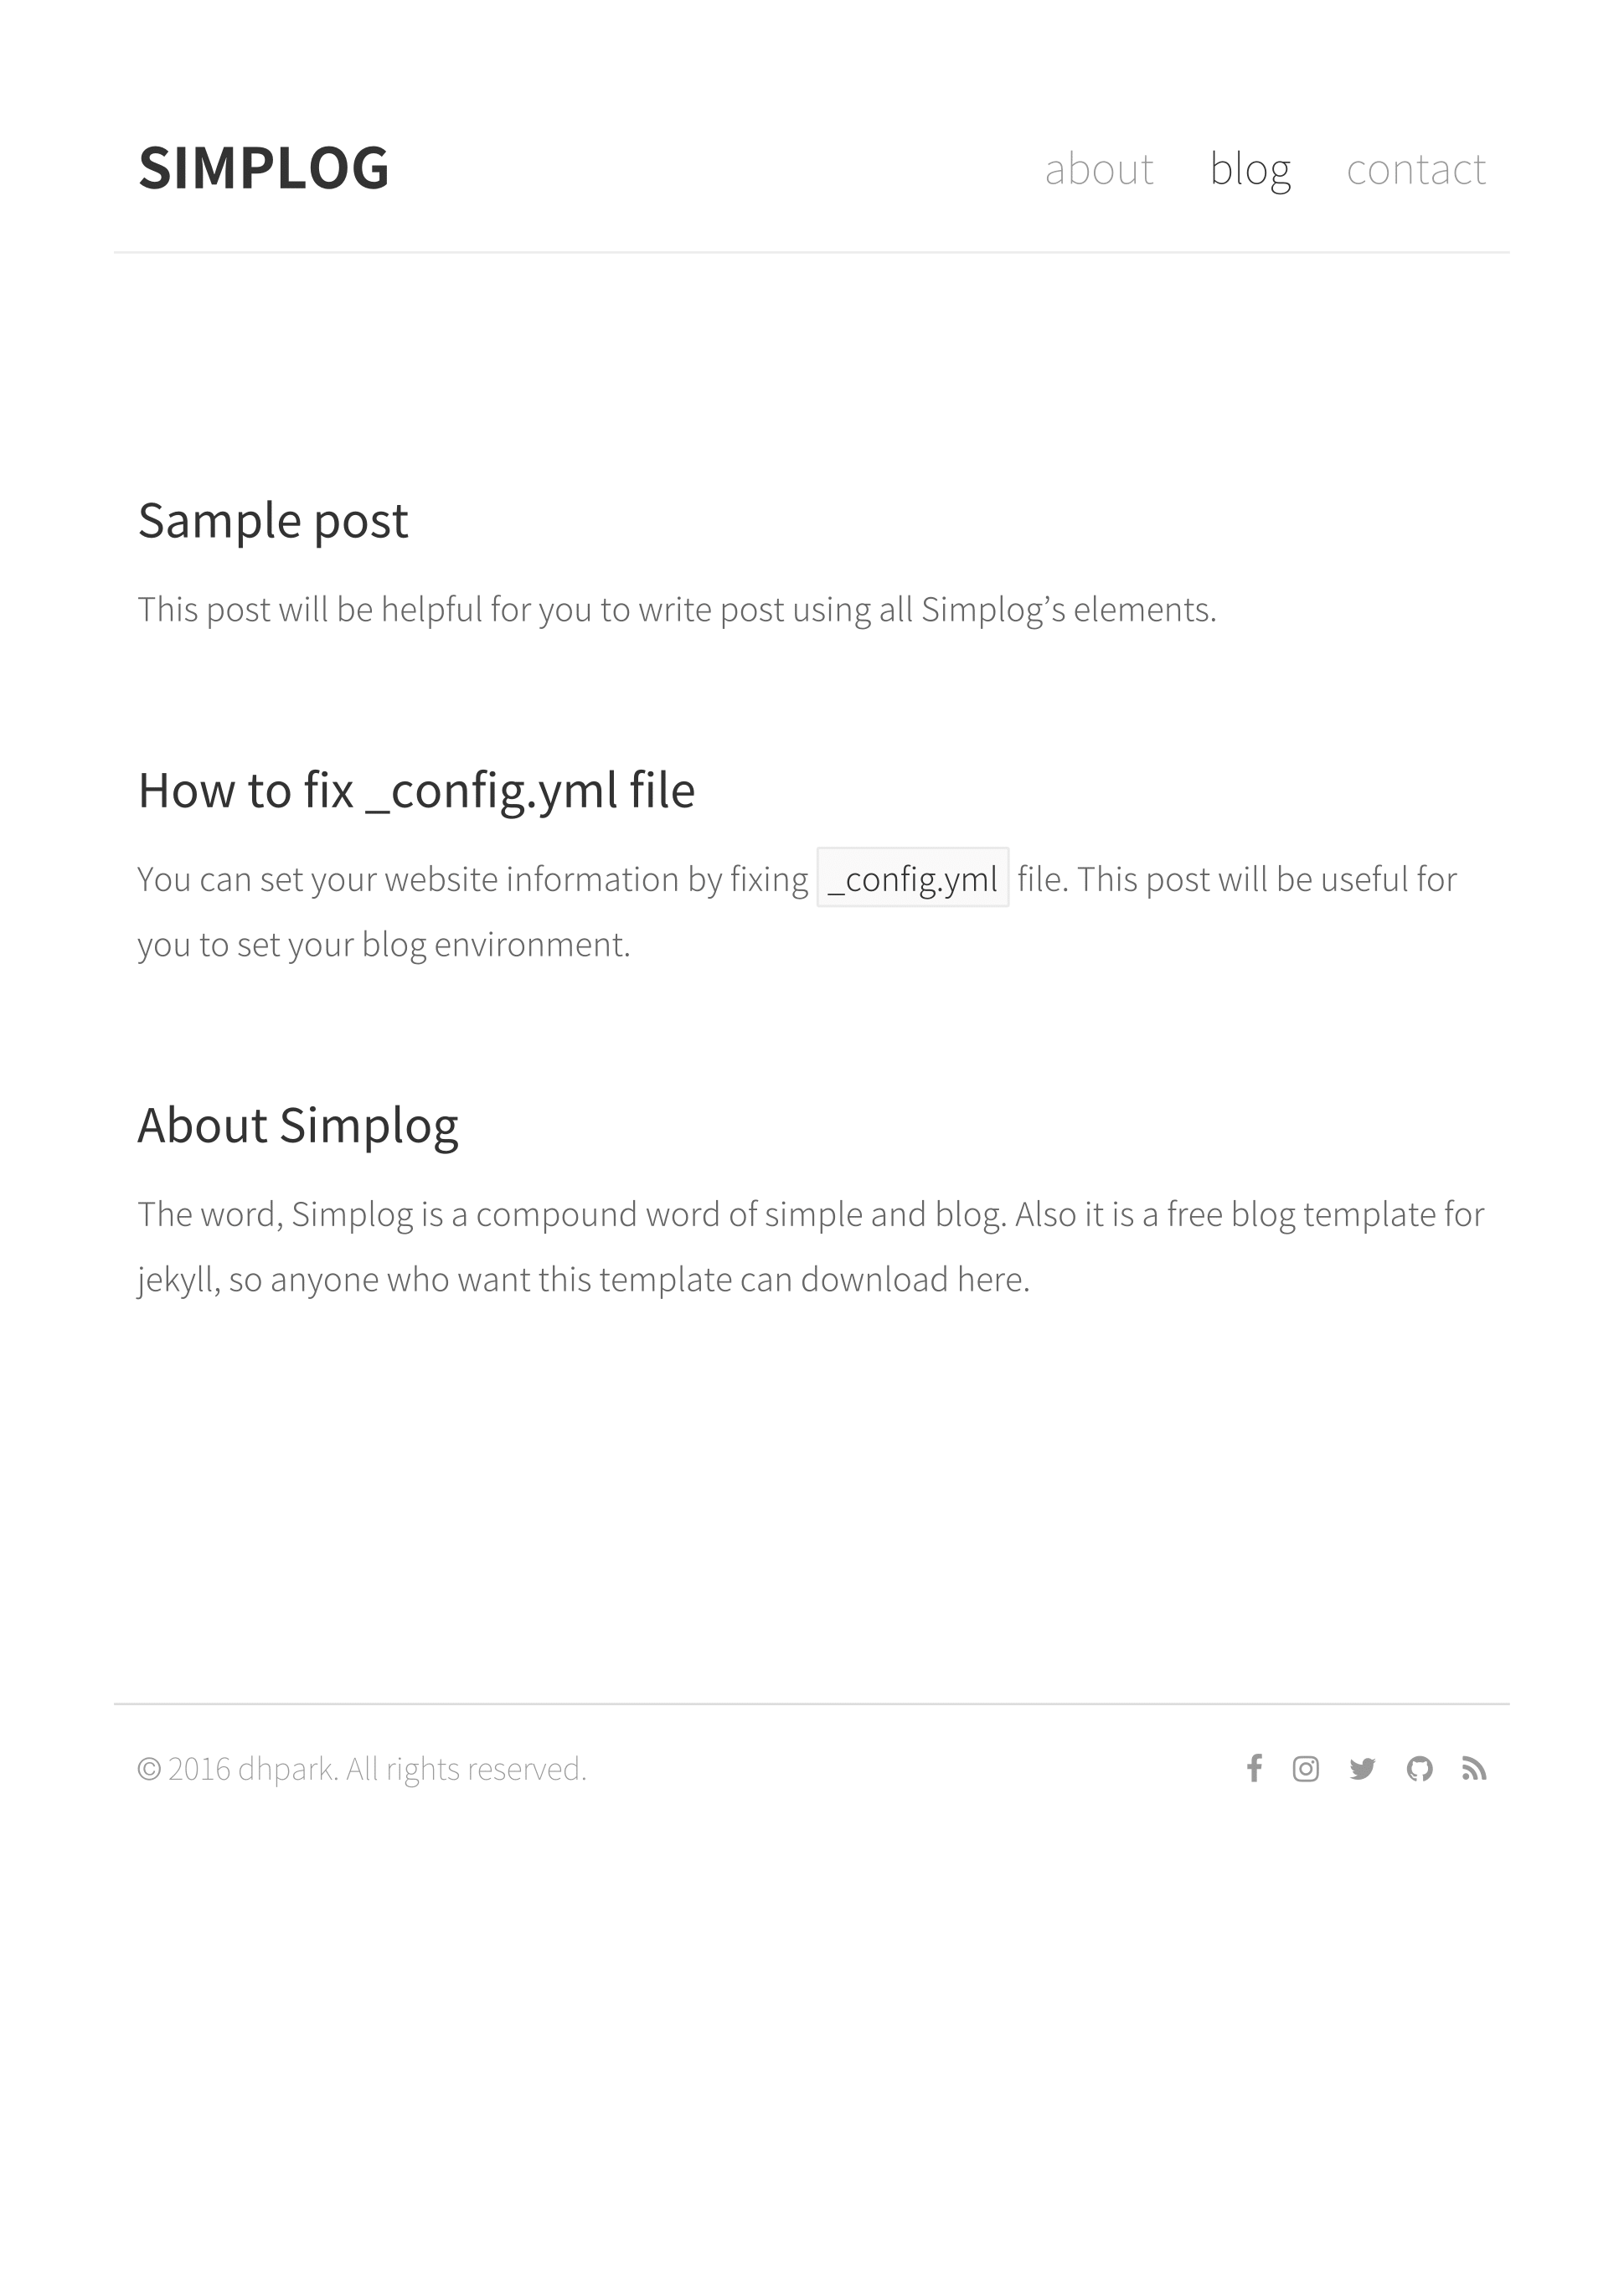 SIMPLOG
about blog contact
Sample post
This post will be helpful for you to write post using all Simplog’s elements.
How to fix _config.yml file
You can set your website information by fixing _config.yml file. This post will be useful for
you to set your blog environment.
About Simplog
The word, Simplog is a compound word of simple and blog. Also it is a free blog template for
jekyll, so anyone who want this template can download here.
© 2016 dhpark. All rights reserved.